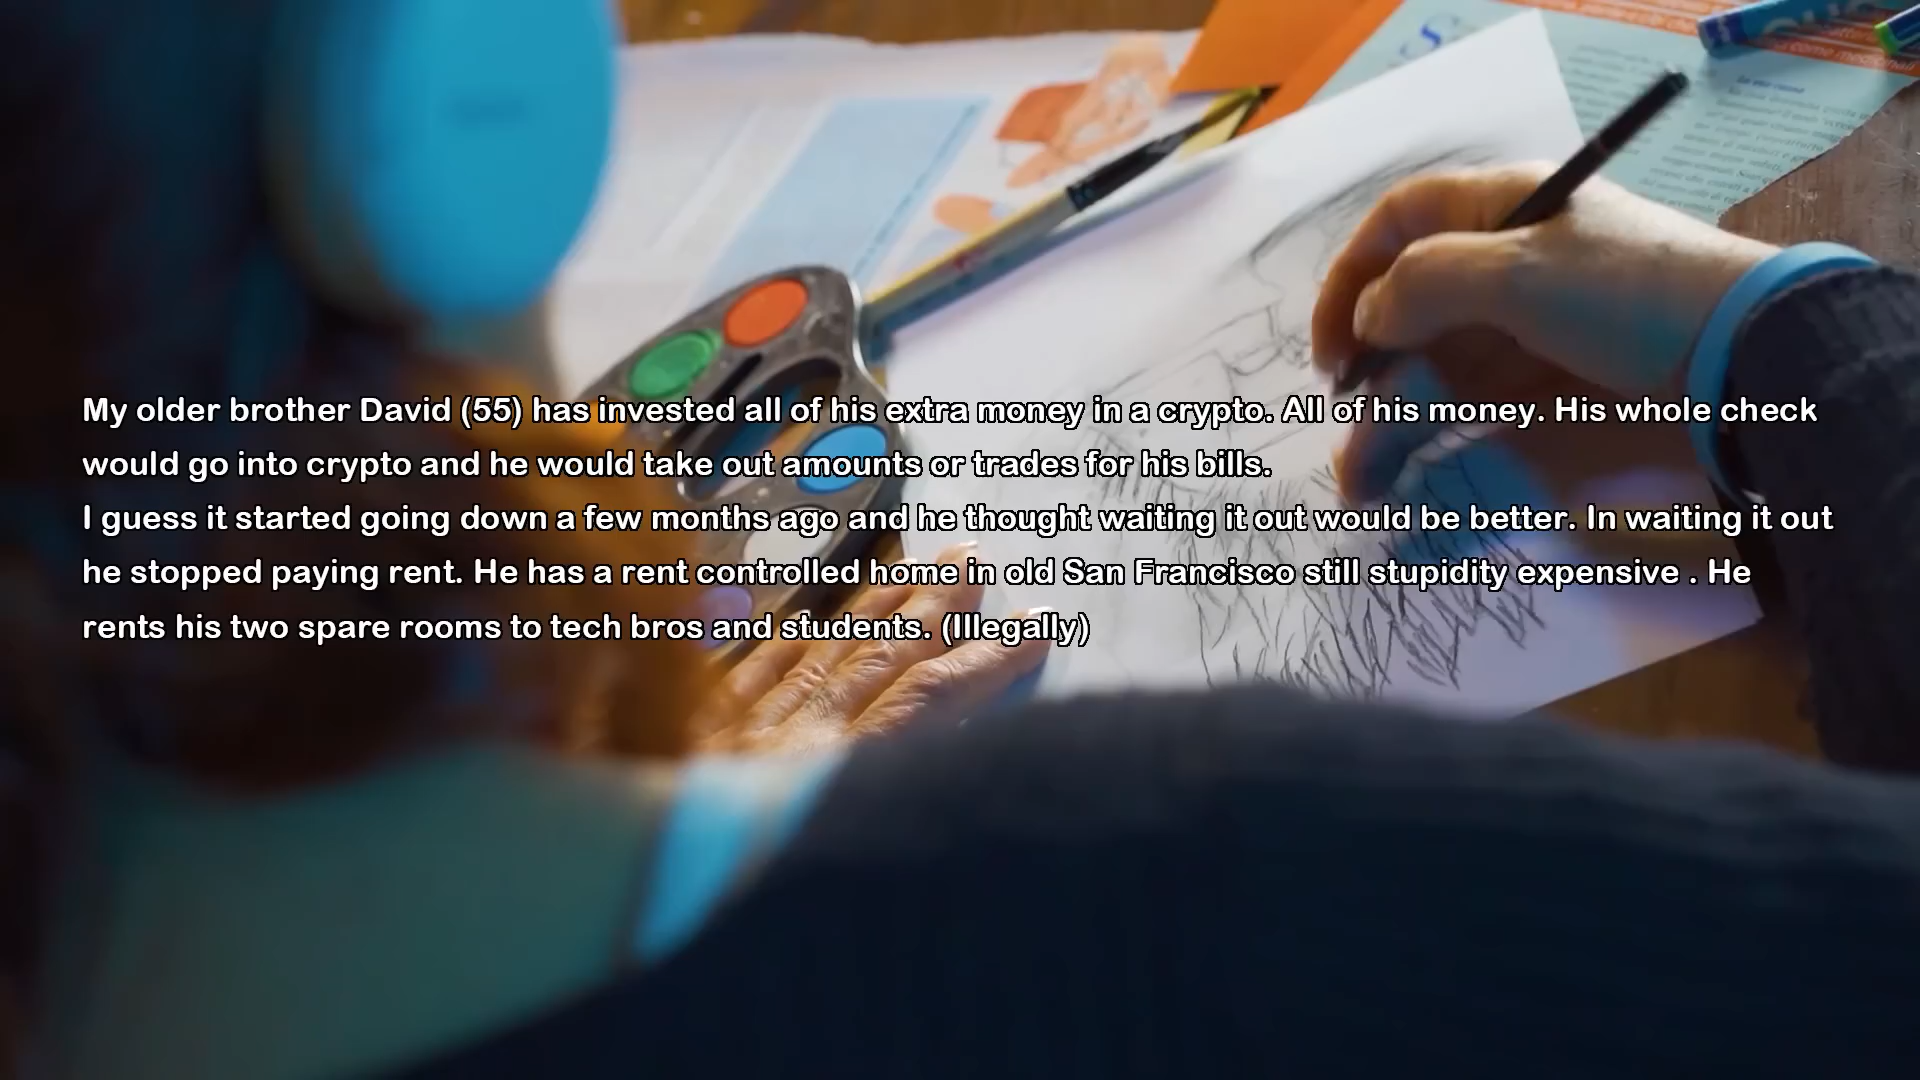 My older brother David (55) has invested all of his extra money in a crypto. All of his money. His whole check
would go into crypto and he would take out amounts or trades for his bills.
I guess it started going down a few months ago and he thought waiting it out would be better. In waiting it out
he stopped paying rent. He has a rent controlled home in old San Francisco still stupidity expensive . He
rents his two spare rooms to tech bros and students. (Illegally)